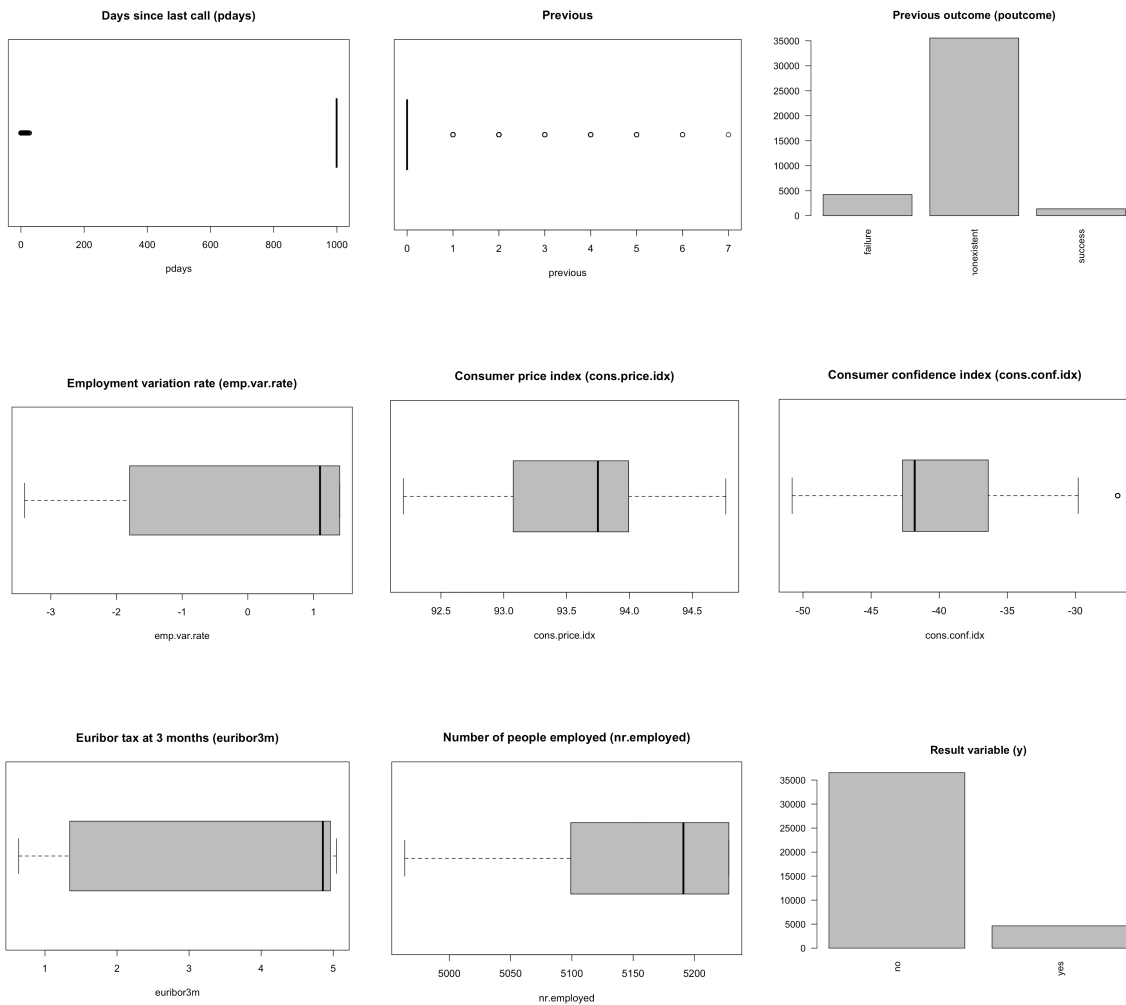 Days since last call (pdays)
0 200 400 600 800 1000
pdays
Previous
0 1 2 3 4 5 6 7
previous
Previous outcome (poutcome)
35000
30000
25000
20000
15000
10000
5000
0
failure
nonexistent
success
Employment variation rate (emp.var.rate)
-3 -2 -1 0 1
emp.var.rate
Consumer price index (cons.price.idx)
92.5 93.0 93.5 94.0 94.5
cons.price.idx
Consumer confidence index (cons.conf.idx)
-50 -45 -40 -35 -30
cons.conf.idx
Euribor tax at 3 months (euribor3m)
1 2 3 4 5
euribor3m
Number of people employed (nr.employed)
5000 5050 5100 5150 5200
nr.employed
Result variable (y)
35000
30000
25000
20000
15000
10000
5000
0
no
yes